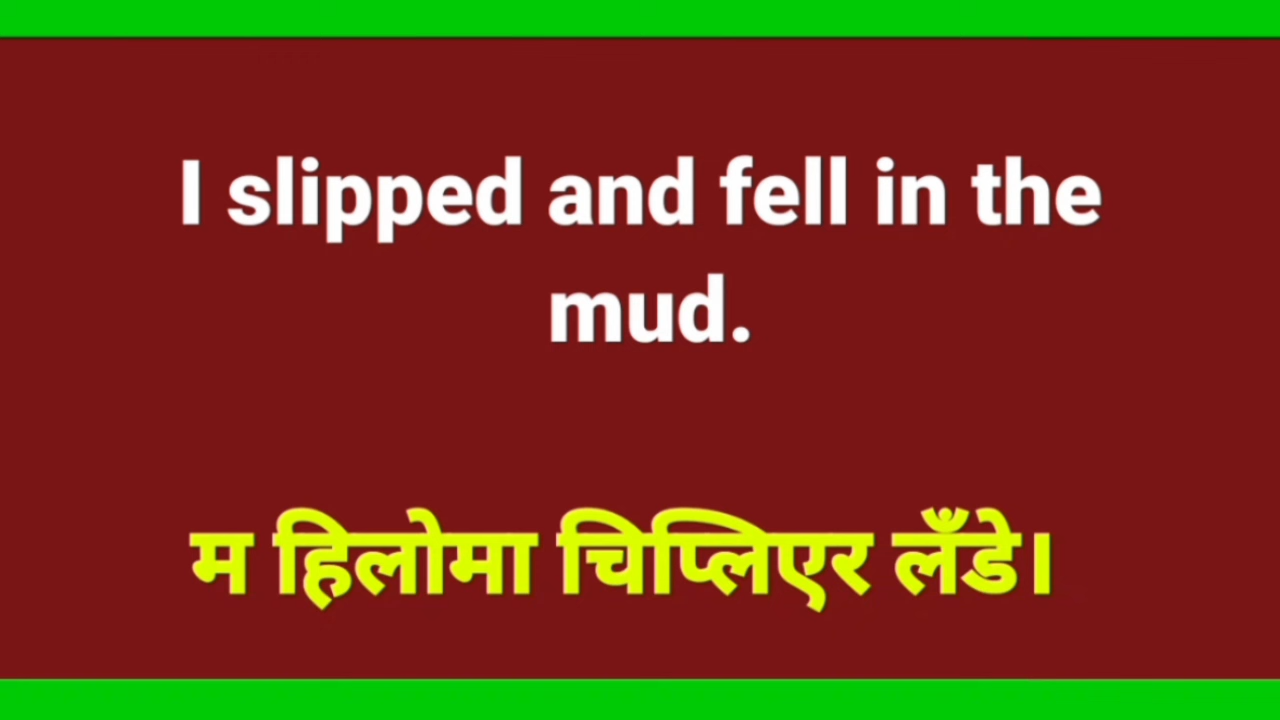 I slipped and fell in the
mud.
म हिलोमा चिप्लिएर लँडे।